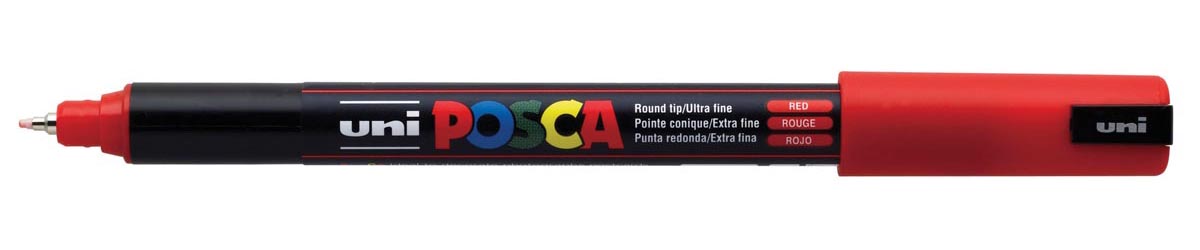 uni POSCA
Round tip/Ultra fine RED
Pointe conique/Extra fine ROUGE
Punta redonda/Extra fina ROJO
uni